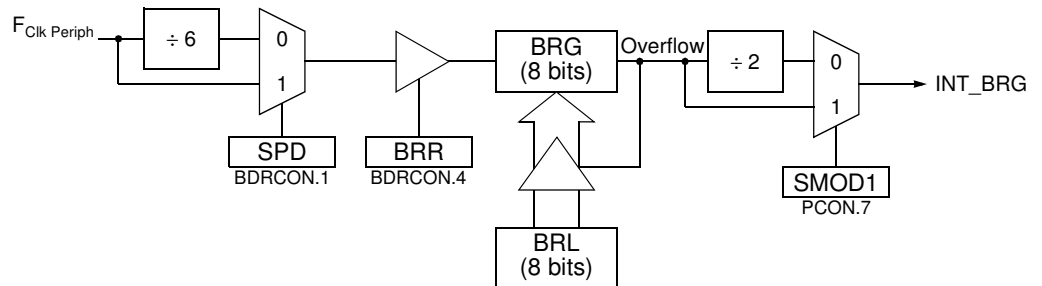 F Clk Periph
÷ 6
0
1
SPD
BDRCON.1
BRR
BDRCON.4
BRG
(8 bits)
Overflow
BRL
(8 bits)
÷ 2
0
1
SMOD1
PCON.7
INT_BRG